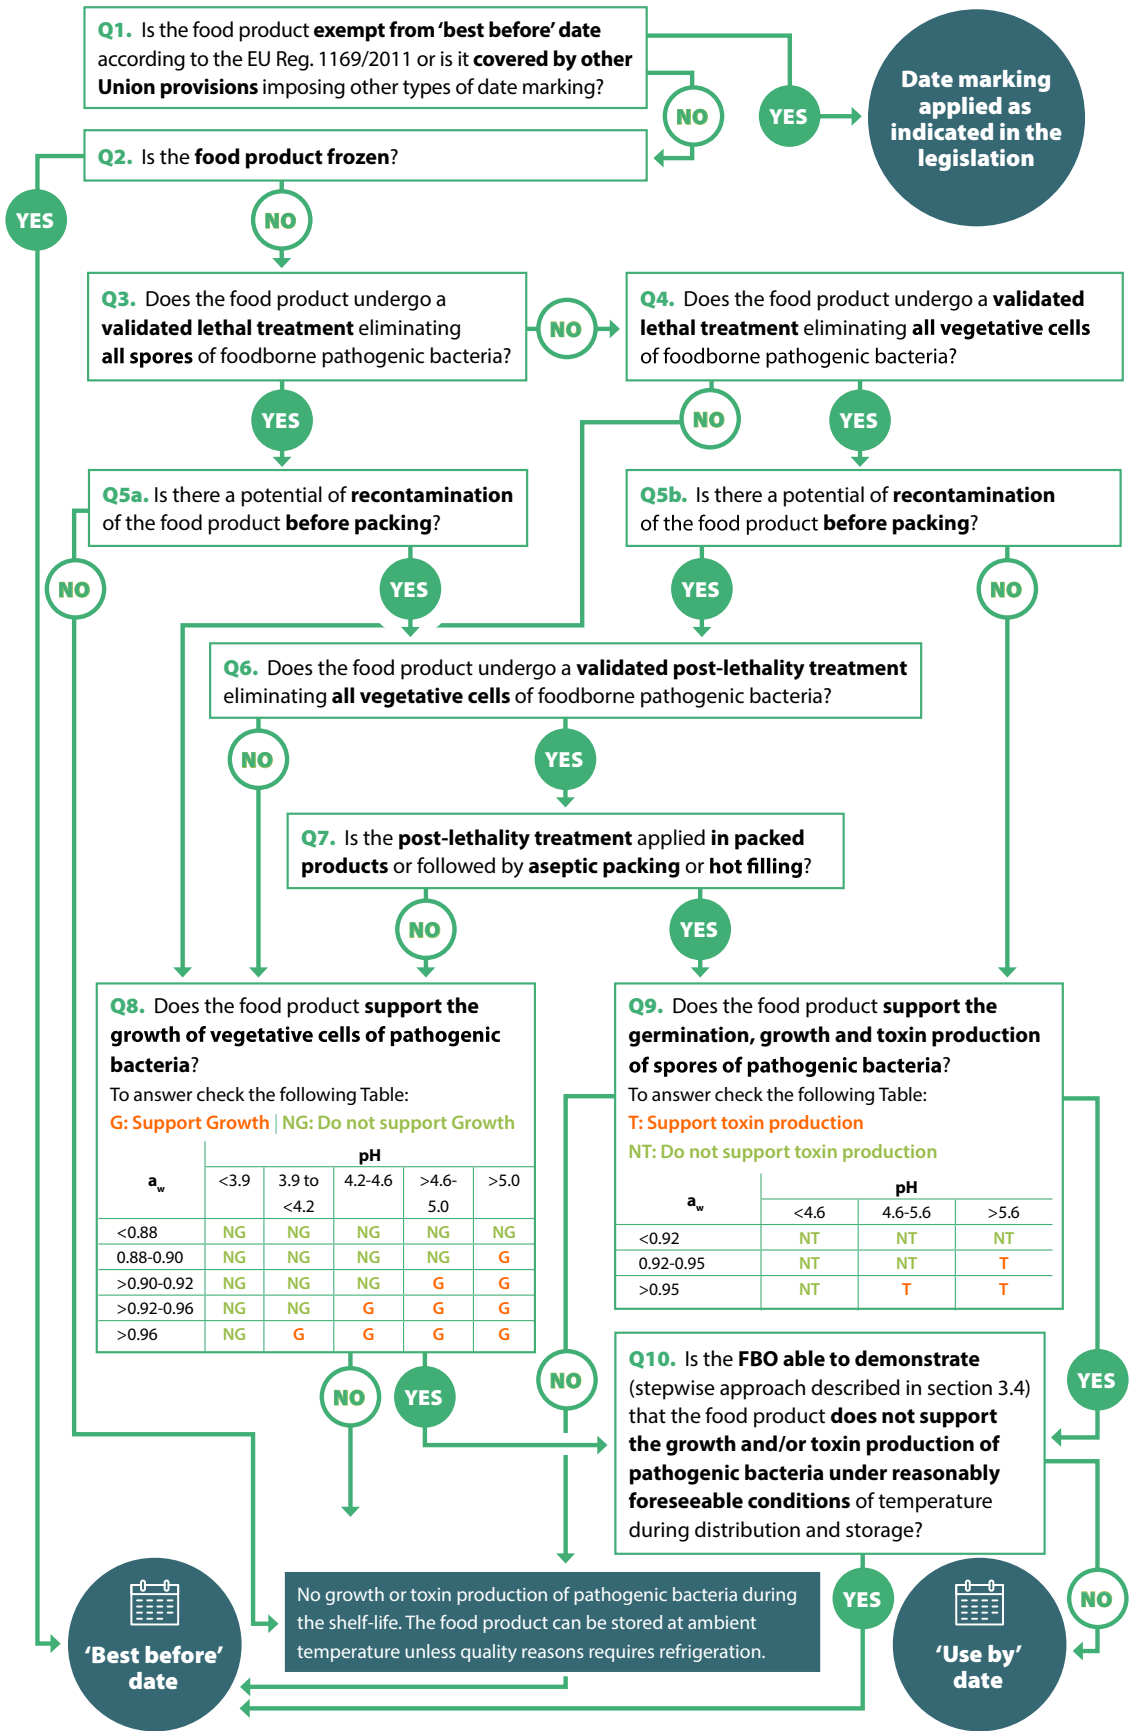 Q1. Is the food product exempt from 'best before' date
according to the EU Reg. 1169/2011 or is it covered by other
Union provisions imposing other types of date marking?
NO
YES
Date marking
applied as
indicated in the
legislation
Q2. Is the food product frozen?
YES
NO
Q3. Does the food product undergo a
validated lethal treatment eliminating
all spores of foodborne pathogenic bacteria?
NO
Q4. Does the food product undergo a validated
lethal treatment eliminating all vegetative cells
of foodborne pathogenic bacteria?
YES
NO
YES
Q5a. Is there a potential of recontamination
of the food product before packing?
Q5b. Is there a potential of recontamination
of the food product before packing?
NO
YES
YES
NO
Q6. Does the food product undergo a validated post-lethality treatment
eliminating all vegetative cells of foodborne pathogenic bacteria?
NO
YES
Q7. Is the post-lethality treatment applied in packed
products or followed by aseptic packing or hot filling?
NO
YES
Q8. Does the food product support the
growth of vegetative cells of pathogenic
bacteria?
To answer check the following Table:
G: Support Growth | NG: Do not support Growth
pH
aw <3.9 3.9 to <4.2 4.2-4.6 >4.6-5.0 >5.0
<0.88 NG NG NG NG NG
0.88-0.90 NG NG NG NG G
>0.90-0.92 NG NG NG G G
>0.92-0.96 NG NG G G G
>0.96 NG G G G G
Q9. Does the food product support the
germination, growth and toxin production
of spores of pathogenic bacteria?
To answer check the following Table:
T: Support toxin production
NT: Do not support toxin production
pH
aw <4.6 4.6-5.6 >5.6
<0.92 NT NT NT
0.92-0.95 NT NT T
>0.95 NT T T
NO
YES
NO
YES
Q10. Is the FBO able to demonstrate
(stepwise approach described in section 3.4)
that the food product does not support
the growth and/or toxin production of
pathogenic bacteria under reasonably
foreseeable conditions of temperature
during distribution and storage?
YES
NO
'Best before'
date
No growth or toxin production of pathogenic bacteria during
the shelf-life. The food product can be stored at ambient
temperature unless quality reasons requires refrigeration.
'Use by'
date